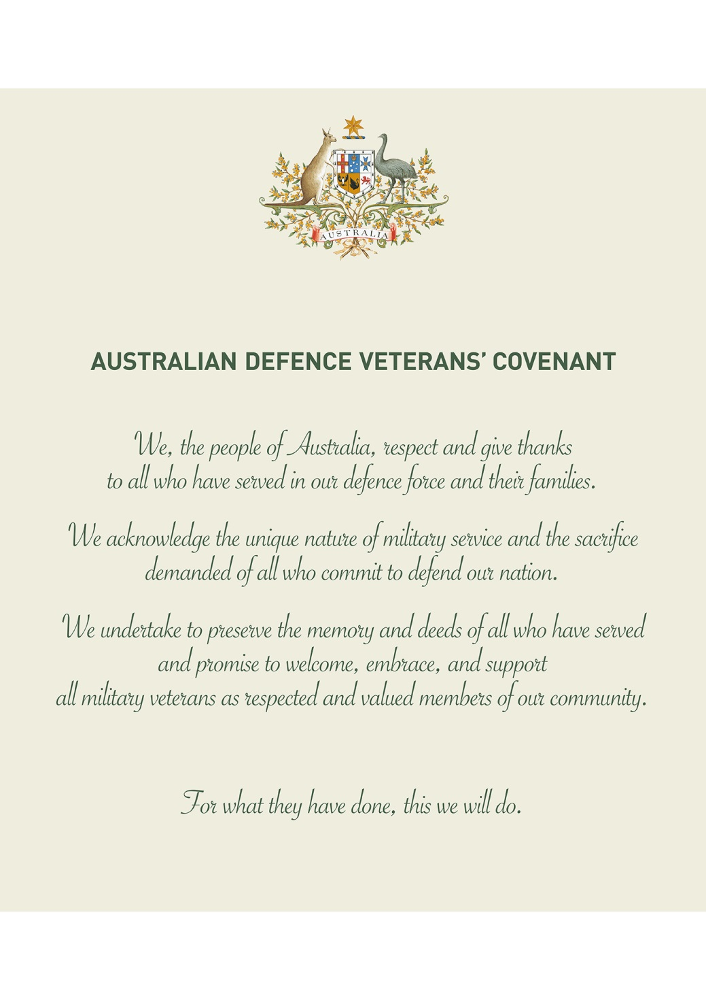 AUSTRALIA
AUSTRALIAN DEFENCE VETERANS’ COVENANT
We, the people of Australia, respect and give thanks
to all who have served in our defence force and their families.
We acknowledge the unique nature of military service and the sacrifice
demanded of all who commit to defend our nation.
We undertake to preserve the memory and deeds of all who have served
and promise to welcome, embrace, and support
all military veterans as respected and valued members of our community.
For what they have done, this we will do.